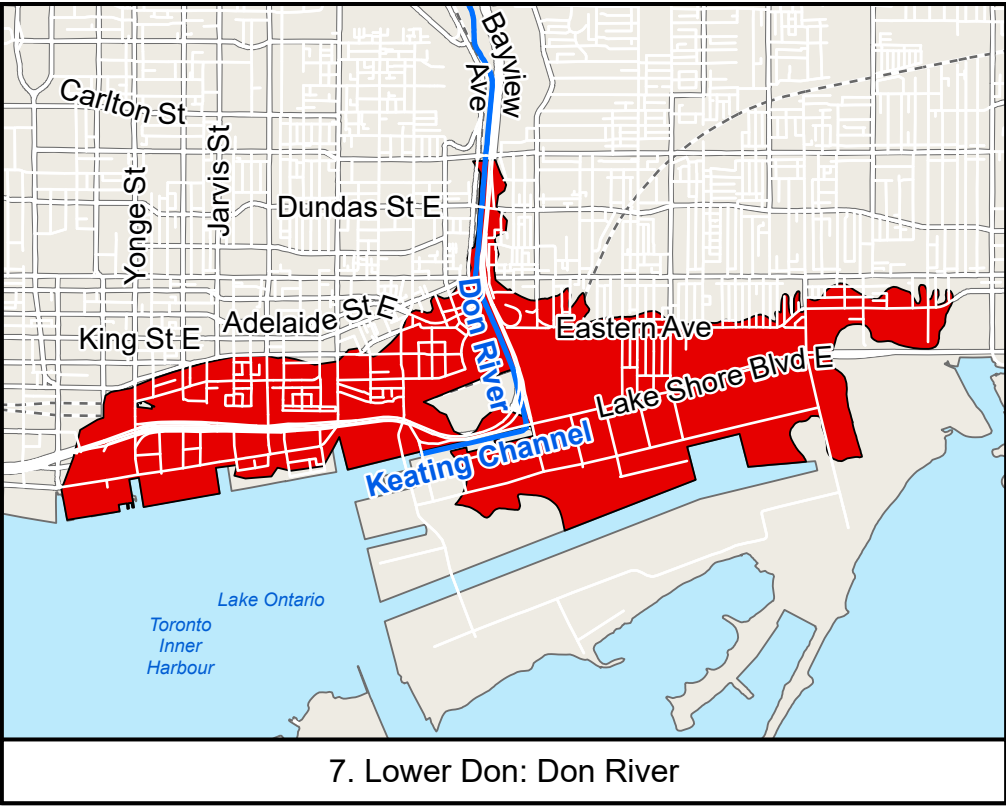 Bayview
Ave
Carlton St
Jarvis St
Yonge St
Dundas St E
Don River
Adelaide St E
King St E
Eastern Ave
Lake Shore Blvd E
Keating Channel
Lake Ontario
Toronto
Inner
Harbour
7. Lower Don: Don River